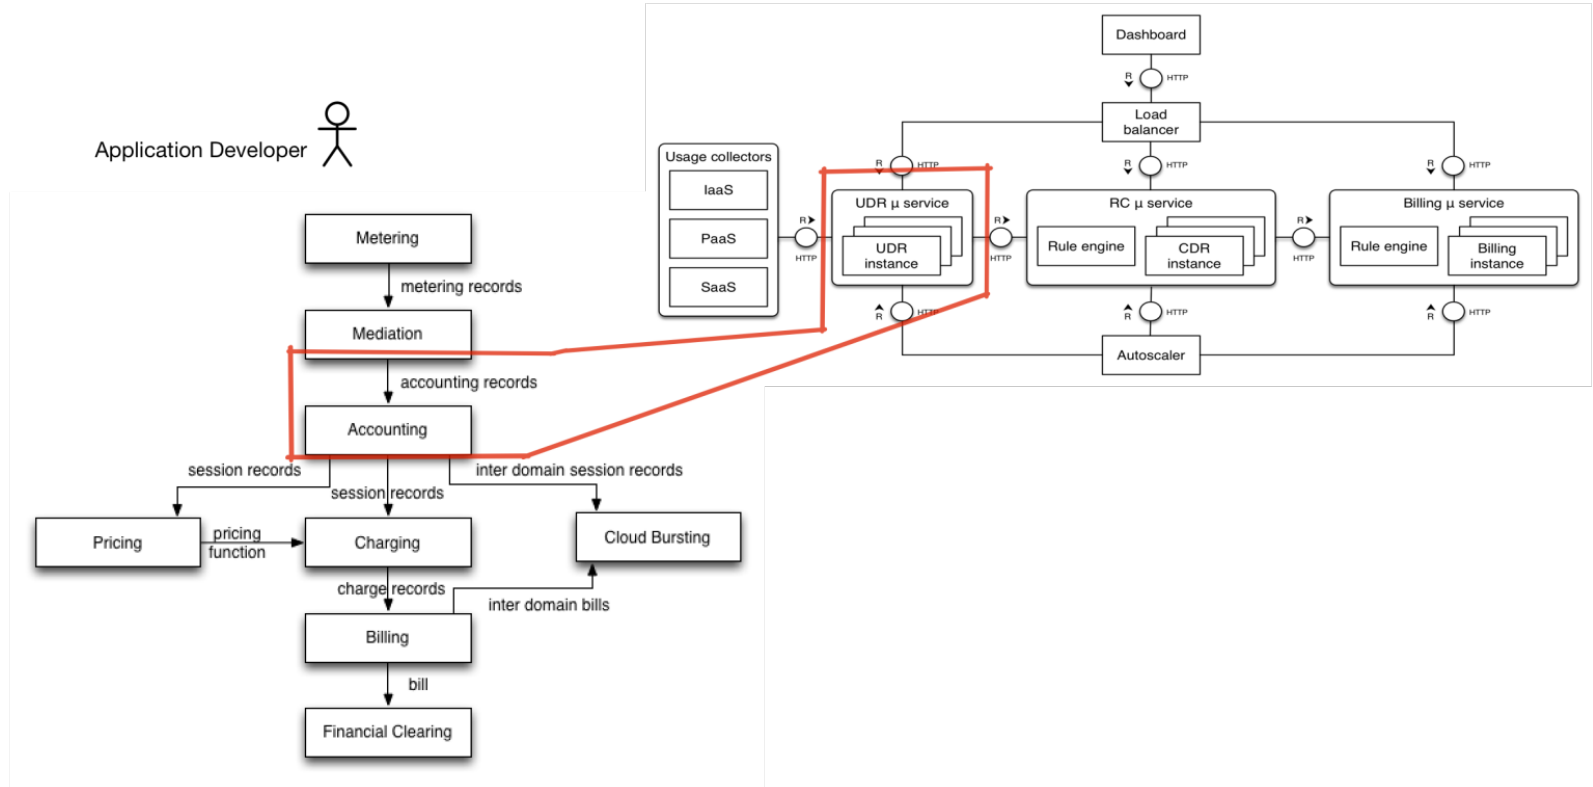 Application Developer
Metering
metering records
Mediation
accounting records
Accounting
session records
session records
inter domain session records
Pricing
pricing
function
Charging
Cloud Bursting
charge records
inter domain bills
Billing
bill
Financial Clearing
Dashboard
R
HTTP
Load
balancer
R
HTTP
R
HTTP
R
HTTP
Usage collectors
IaaS
PaaS
SaaS
R
HTTP
UDR μ service
UDR
instance
R
HTTP
RC μ service
Rule engine
CDR
instance
R
HTTP
Billing μ service
Rule engine
Billing
instance
R
HTTP
R
HTTP
R
HTTP
Autoscaler